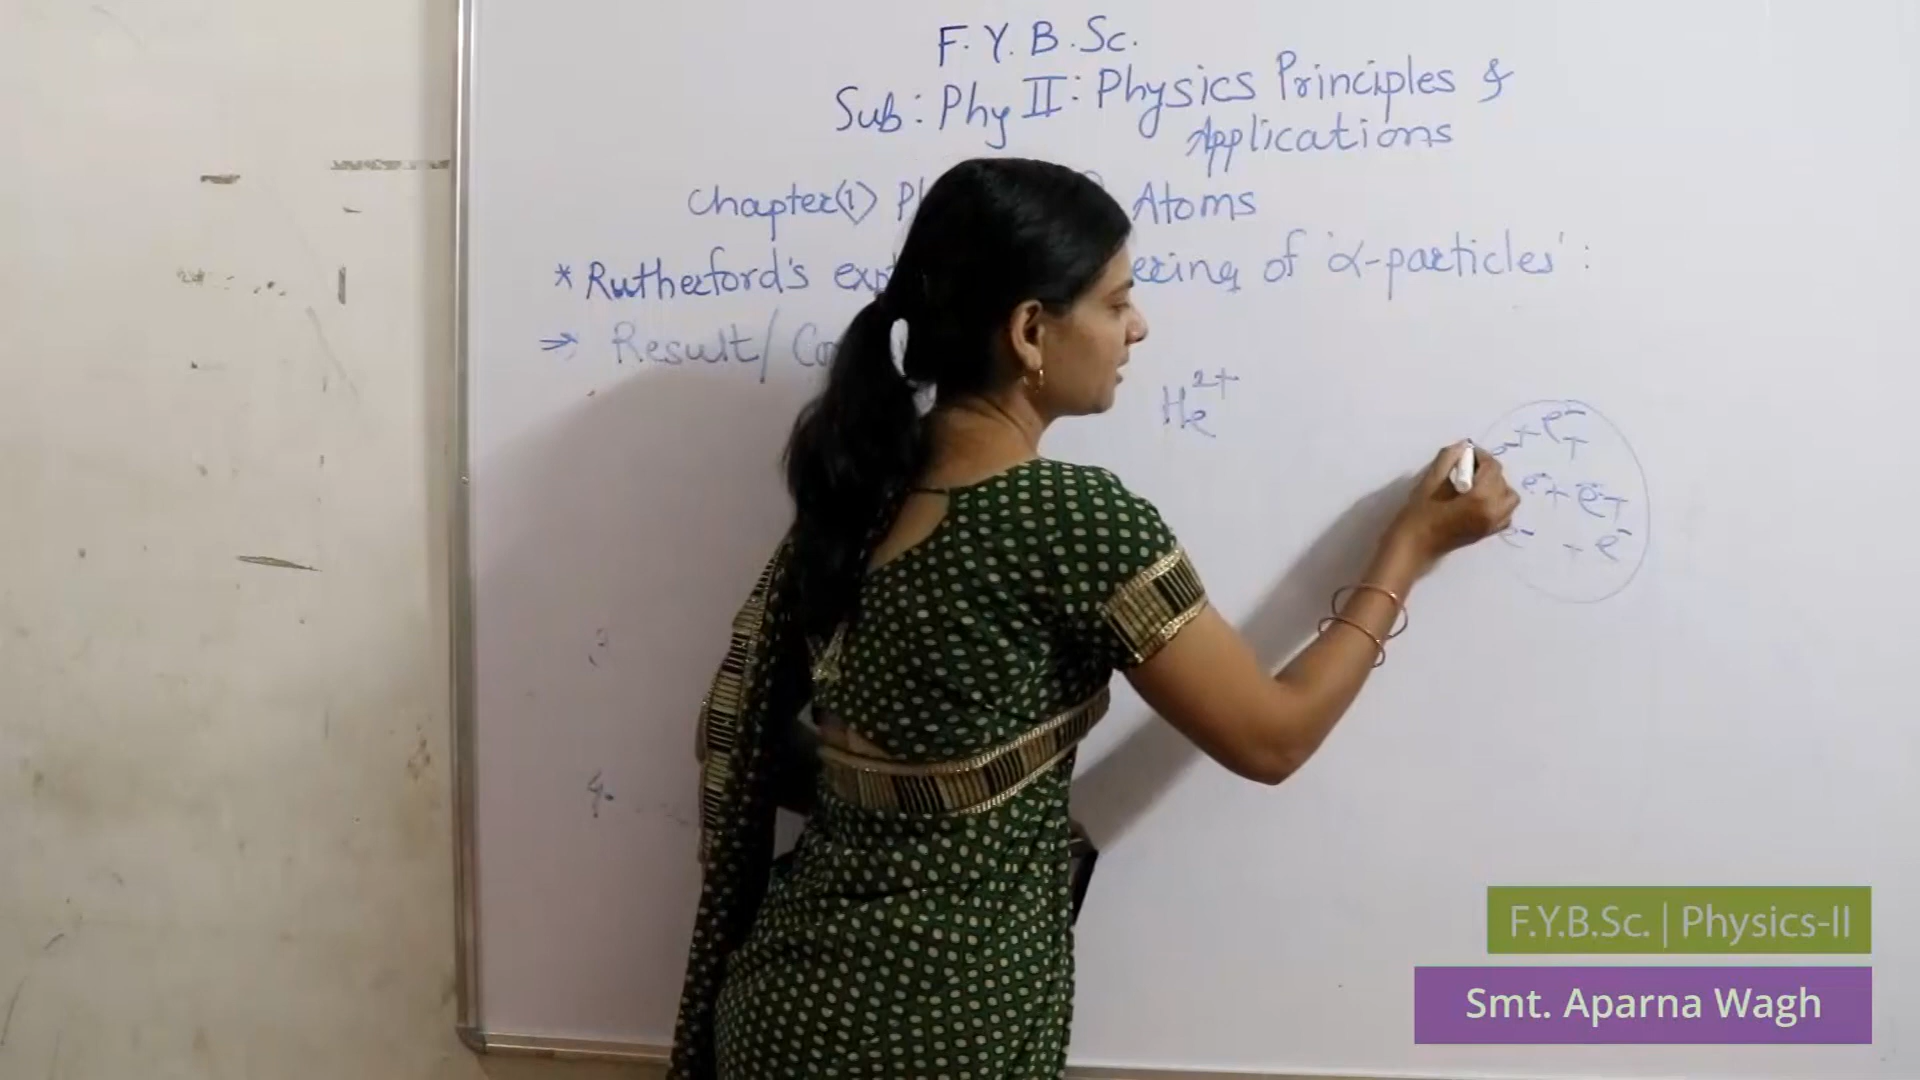 F.Y.B.Sc.
Sub: Phy II: Physics Principles &
Applications
Chapter(1) Atoms
* Rutherford's of 'α-particles':
⇒ Result/
He2+
+ e- +
e- + e- +
e- - e-
4.
F.Y.B.Sc. | Physics-II
Smt. Aparna Wagh